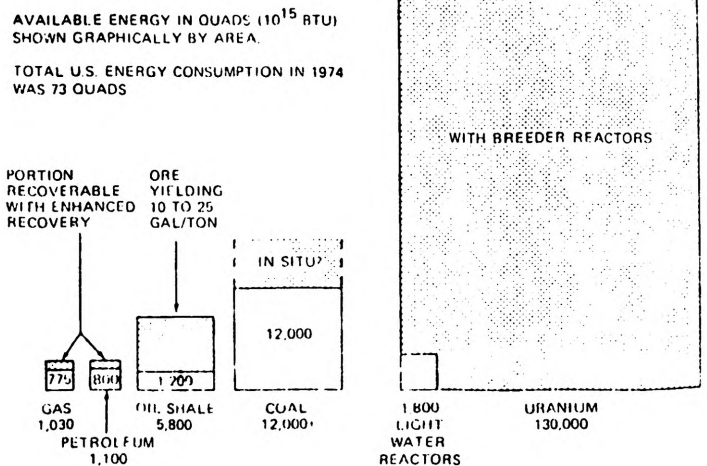 AVAILABLE ENERGY IN QUADS (10^15 BTU)
SHOWN GRAPHICALLY BY AREA.
TOTAL U.S. ENERGY CONSUMPTION IN 1974
WAS 73 QUADS
WITH BREEDER REACTORS
PORTION
RECOVERABLE
WITH ENHANCED
RECOVERY
ORE
YIELDING
10 TO 25
GAL/TON
IN SITU?
12,000
775
800
1,200
GAS
1,030
PETROLEUM
1,100
OIL SHALE
5,800
COAL
12,000+
1,800
LIGHT
WATER
REACTORS
URANIUM
130,000